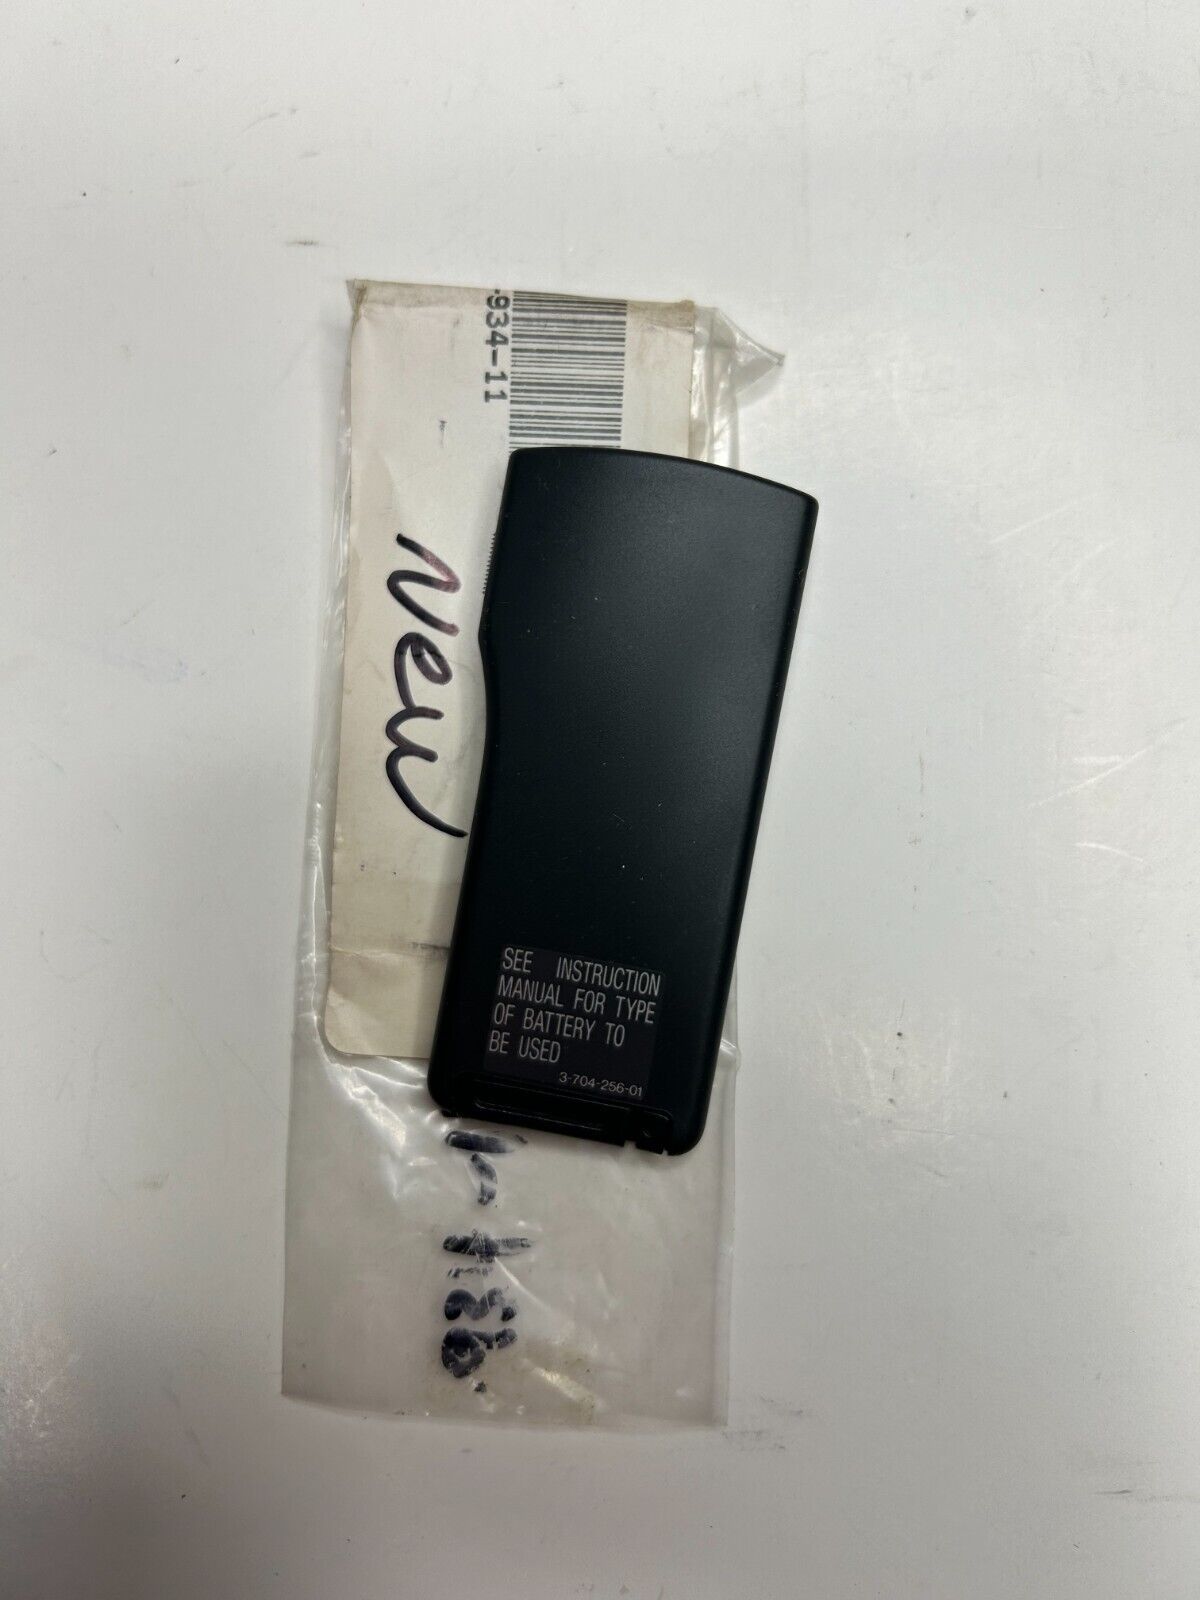 -934-11
New
SEE INSTRUCTION
MANUAL FOR TYPE
OF BATTERY TO
BE USED
3-704-256-01